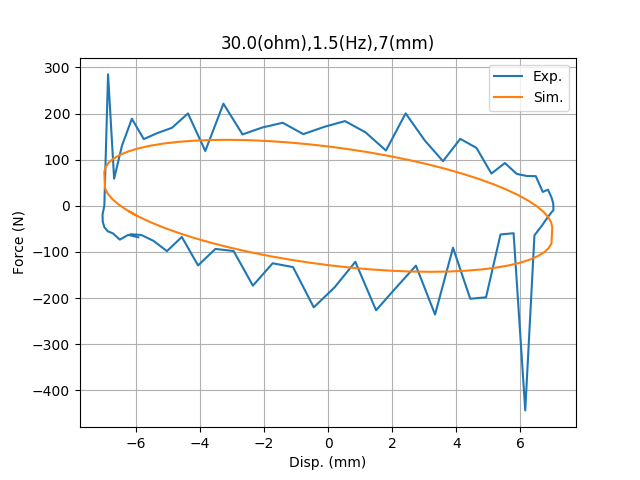 30.0(ohm),1.5(Hz),7(mm)
Exp.
Sim.
300
200
100
0
−100
−200
−300
−400
Force (N)
−6 −4 −2 0 2 4 6
Disp. (mm)